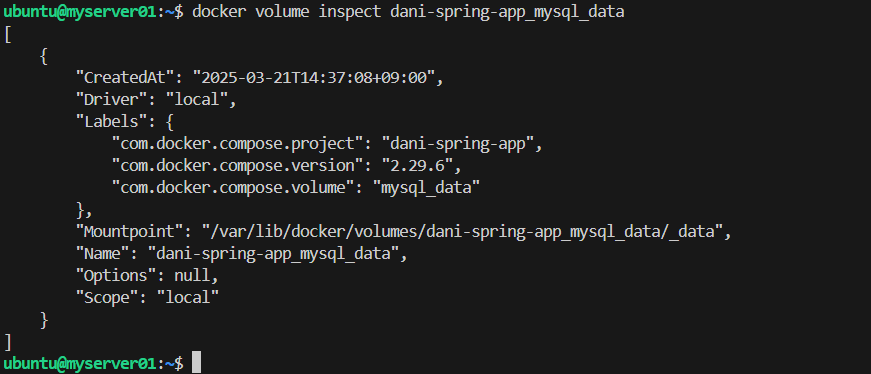 ubuntu@myserver01:~$ docker volume inspect dani-spring-app_mysql_data
[
    {
        "CreatedAt": "2025-03-21T14:37:08+09:00",
        "Driver": "local",
        "Labels": {
            "com.docker.compose.project": "dani-spring-app",
            "com.docker.compose.version": "2.29.6",
            "com.docker.compose.volume": "mysql_data"
        },
        "Mountpoint": "/var/lib/docker/volumes/dani-spring-app_mysql_data/_data",
        "Name": "dani-spring-app_mysql_data",
        "Options": null,
        "Scope": "local"
    }
]
ubuntu@myserver01:~$